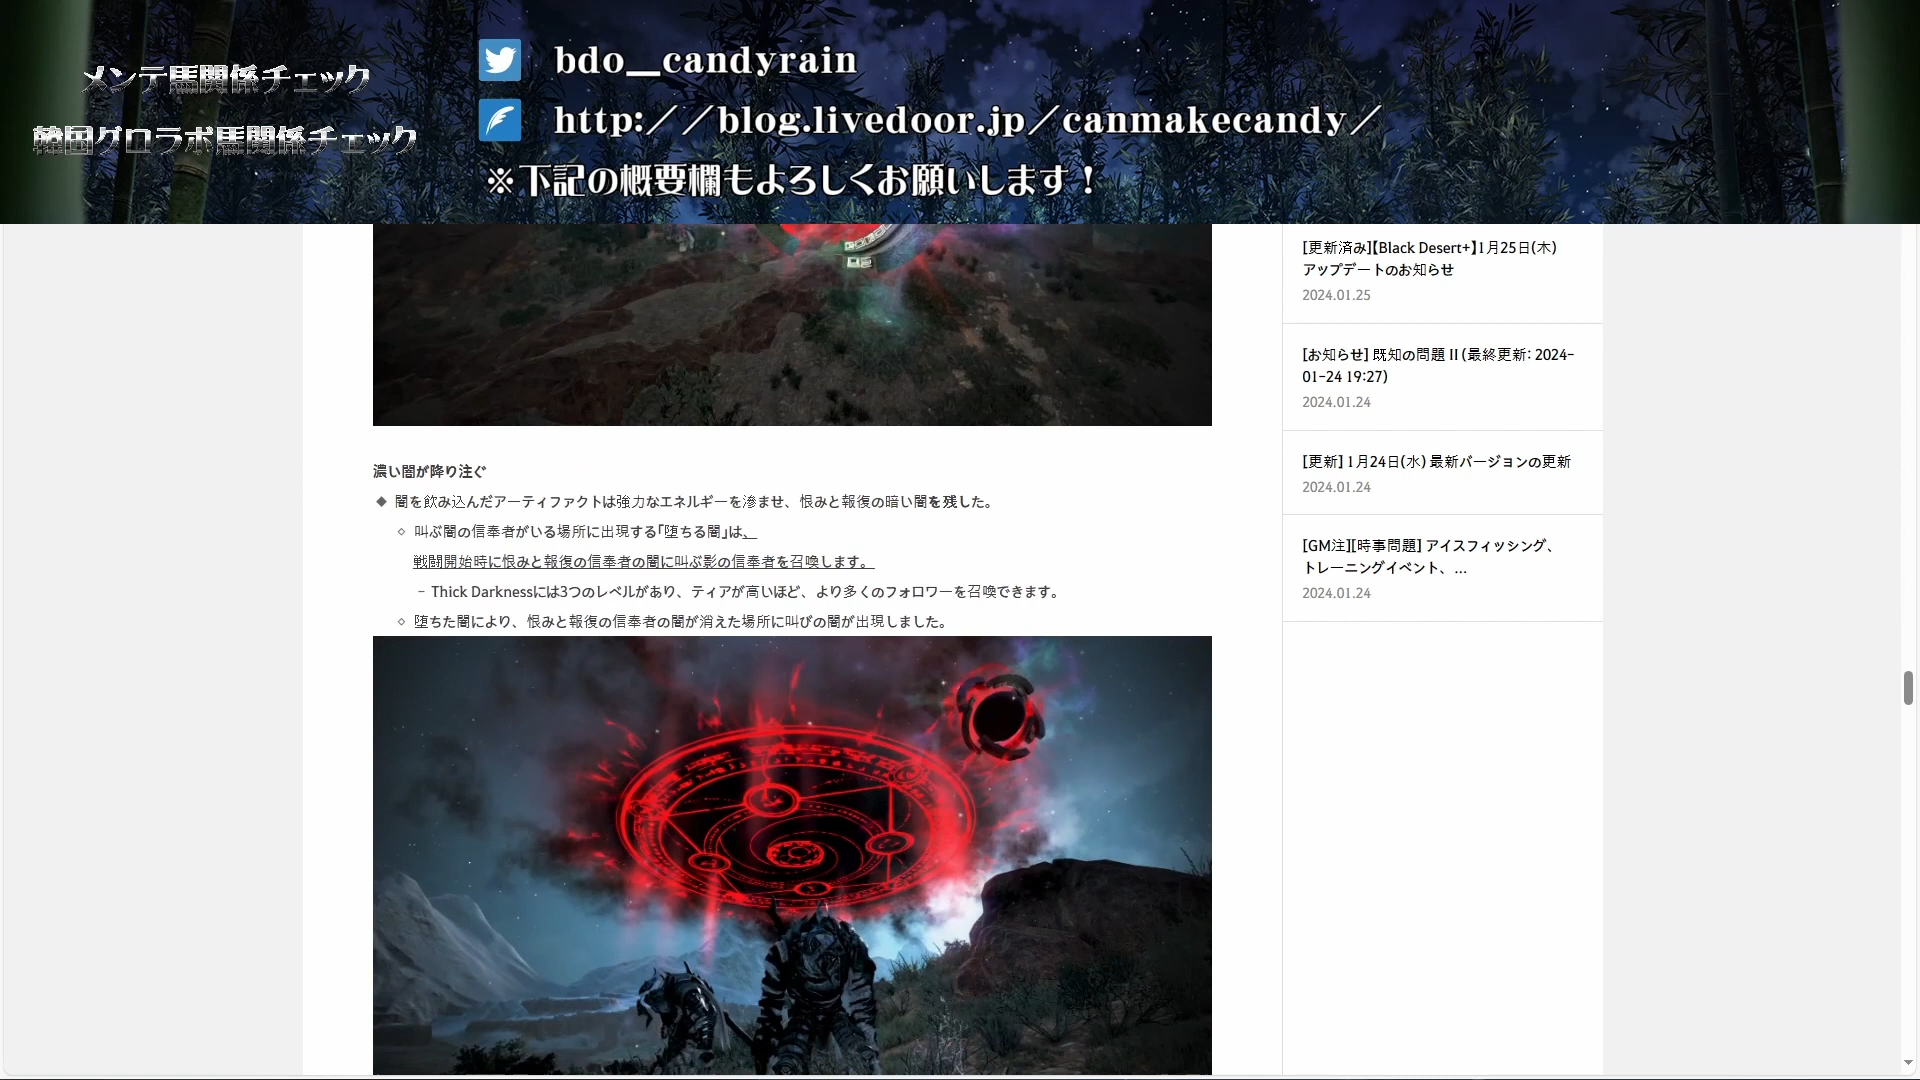 メンテ馬関係チェック
韓国グロラボ馬関係チェック
bdo__candyrain
http://blog.livedoor.jp/canmakecandy/
※下記の概要欄もよろしくお願いします！
濃い闇が降り注ぐ
◆ 闇を飲み込んだアーティファクトは強力なエネルギーを滲ませ、恨みと報復の暗い闇を残した。
◇ 叫ぶ闇の信奉者がいる場所に出現する「堕ちる闇」は、
戦闘開始時に恨みと報復の信奉者の闇に叫ぶ影の信奉者を召喚します。
- Thick Darknessには3つのレベルがあり、ティアが高いほど、より多くのフォロワーを召喚できます。
◇ 堕ちた闇により、恨みと報復の信奉者の闇が消えた場所に叫びの闇が出現しました。
[更新済み]【Black Desert+】1月25日(木)
アップデートのお知らせ
2024.01.25
[お知らせ] 既知の問題 II (最終更新: 2024-
01-24 19:27)
2024.01.24
[更新] 1月24日(水) 最新バージョンの更新
2024.01.24
[GM注][時事問題] アイスフィッシング、
トレーニングイベント、...
2024.01.24